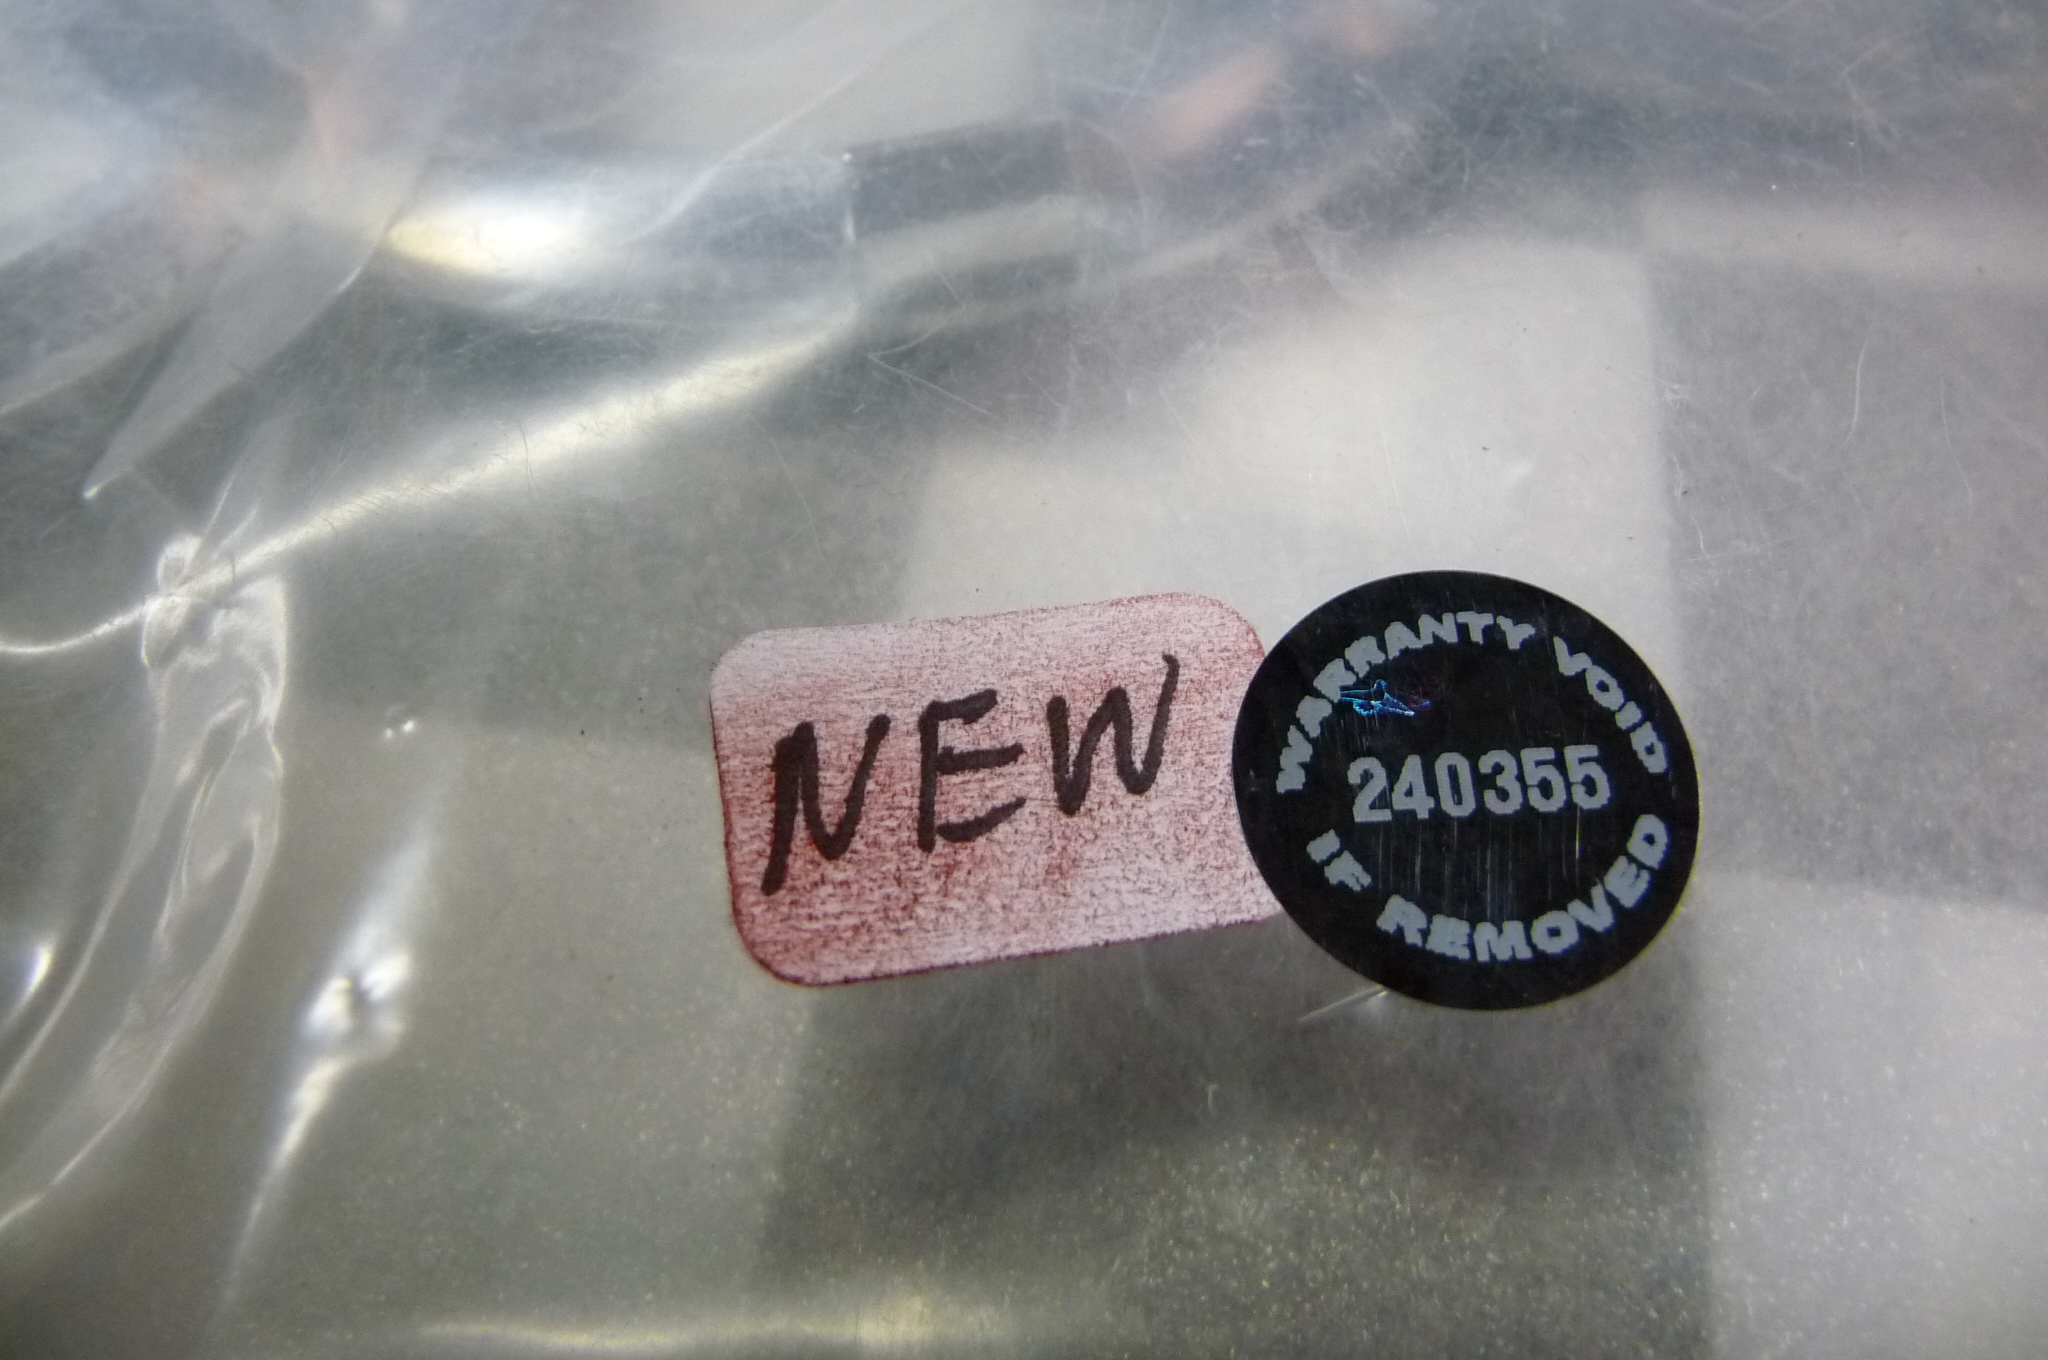 NEW
WARRANTY VOID
240355
IF REMOVED